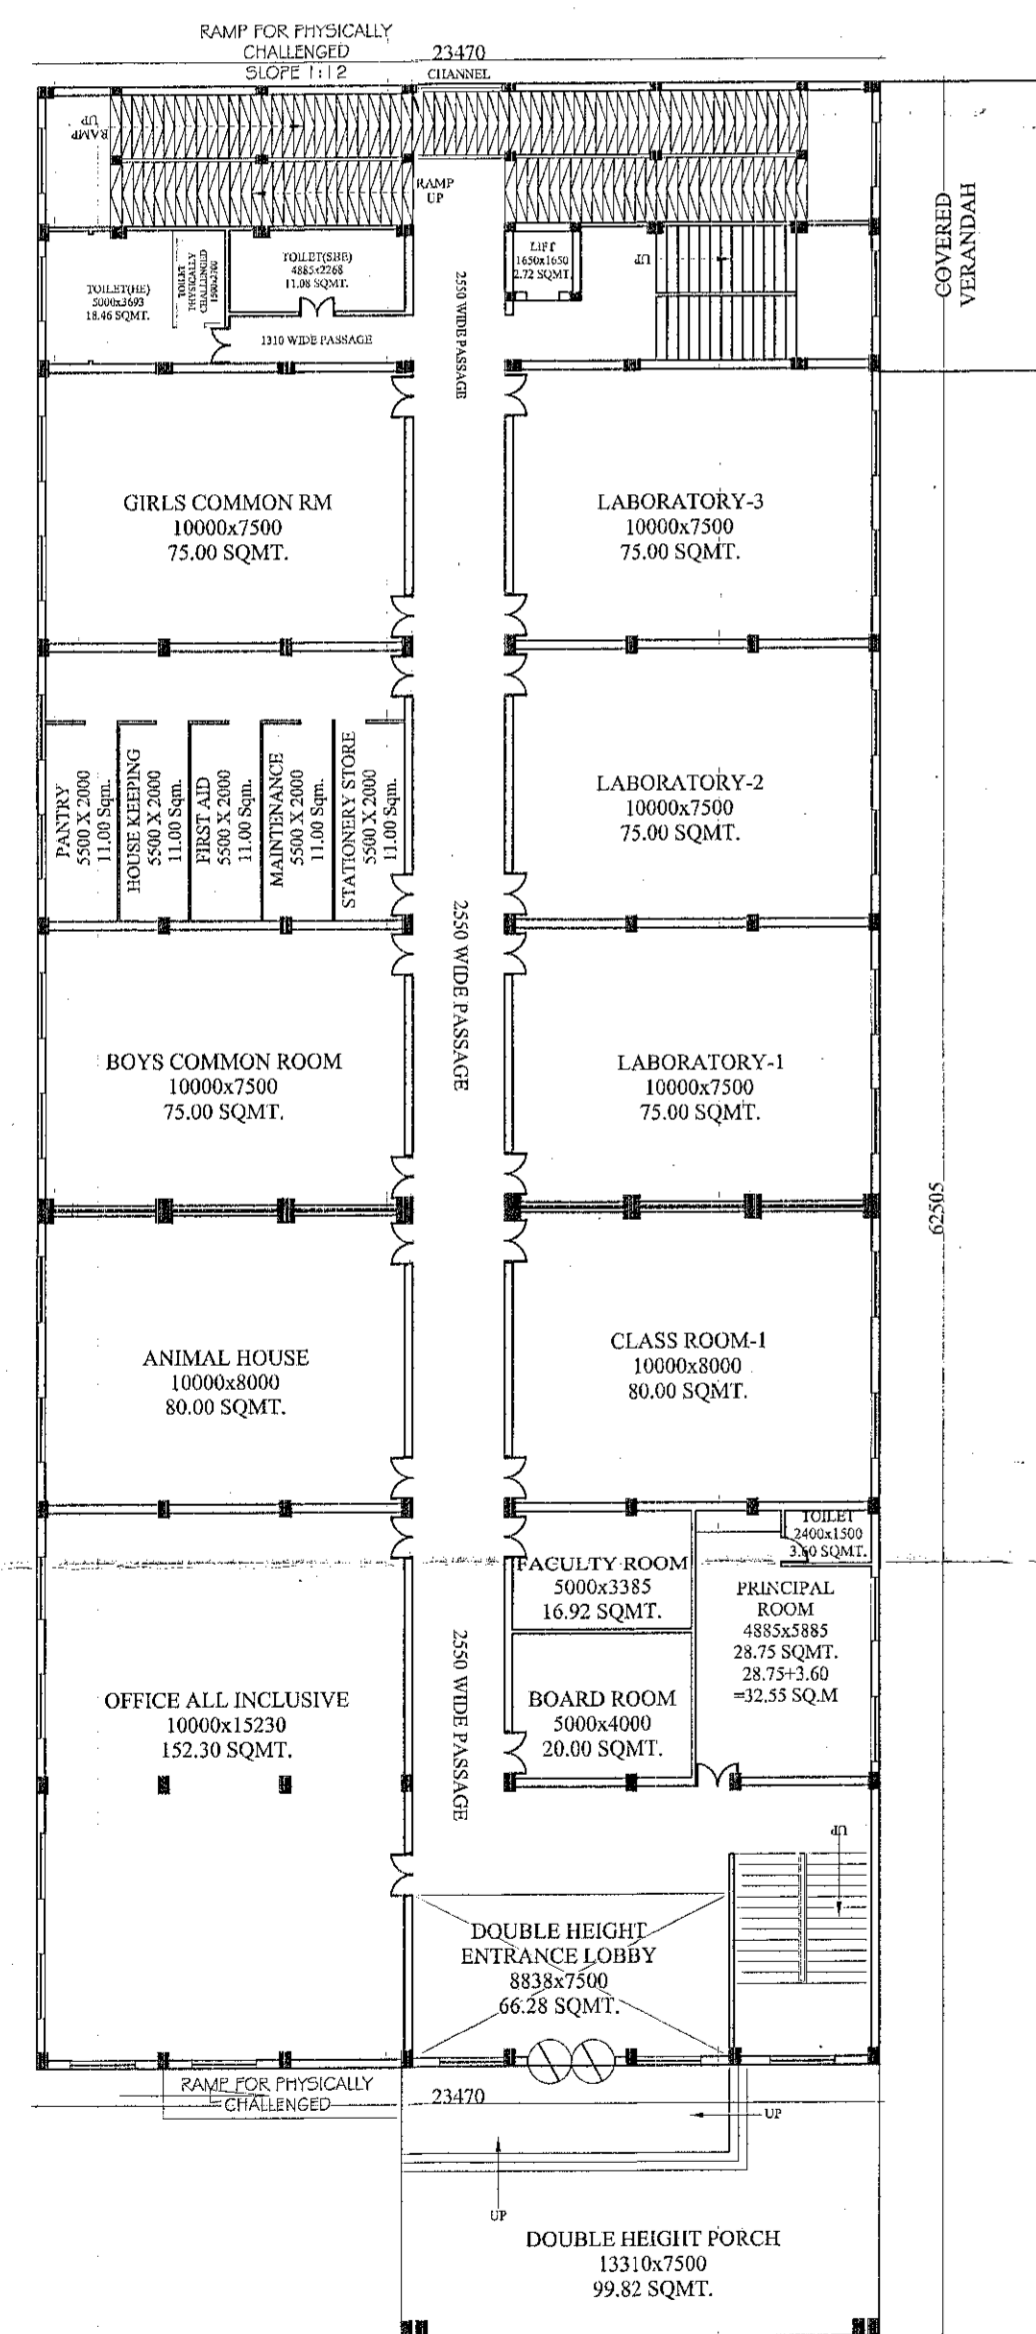 RAMP FOR PHYSICALLY
CHALLENGED
SLOPE 1:12
23470
CHANNEL
RAMP
UP
RAMP
UP
COVERED
VERANDAH
TOILET(HE)
5000x3693
18.46 SQMT.
TOILET
PHYSICALLY
CHALLENGED
TOILET(SHE)
4885x2268
11.08 SQMT.
1310 WIDE PASSAGE
2550 WIDE PASSAGE
LIFT
1650x1650
2.72 SQMT.
UP
GIRLS COMMON RM
10000x7500
75.00 SQMT.
LABORATORY-3
10000x7500
75.00 SQMT.
PANTRY
5500 X 2000
11.00 Sqm.
HOUSE KEEPING
5500 X 2000
11.00 Sqm.
FIRST AID
5500 X 2000
11.00 Sqm.
MAINTENANCE
5500 X 2000
11.00 Sqm.
STATIONERY STORE
5500 X 2000
11.00 Sqm.
LABORATORY-2
10000x7500
75.00 SQMT.
2550 WIDE PASSAGE
BOYS COMMON ROOM
10000x7500
75.00 SQMT.
LABORATORY-1
10000x7500
75.00 SQMT.
62505
ANIMAL HOUSE
10000x8000
80.00 SQMT.
CLASS ROOM-1
10000x8000
80.00 SQMT.
TOILET
2400x1500
3.60 SQMT.
FACULTY ROOM
5000x3385
16.92 SQMT.
PRINCIPAL
ROOM
4885x5885
28.75 SQMT.
28.75+3.60
=32.55 SQ.M
2550 WIDE PASSAGE
OFFICE ALL INCLUSIVE
10000x15230
152.30 SQMT.
BOARD ROOM
5000x4000
20.00 SQMT.
UP
DOUBLE HEIGHT
ENTRANCE LOBBY
8838x7500
66.28 SQMT.
RAMP FOR PHYSICALLY
CHALLENGED
23470
UP
UP
DOUBLE HEIGHT PORCH
13310x7500
99.82 SQMT.